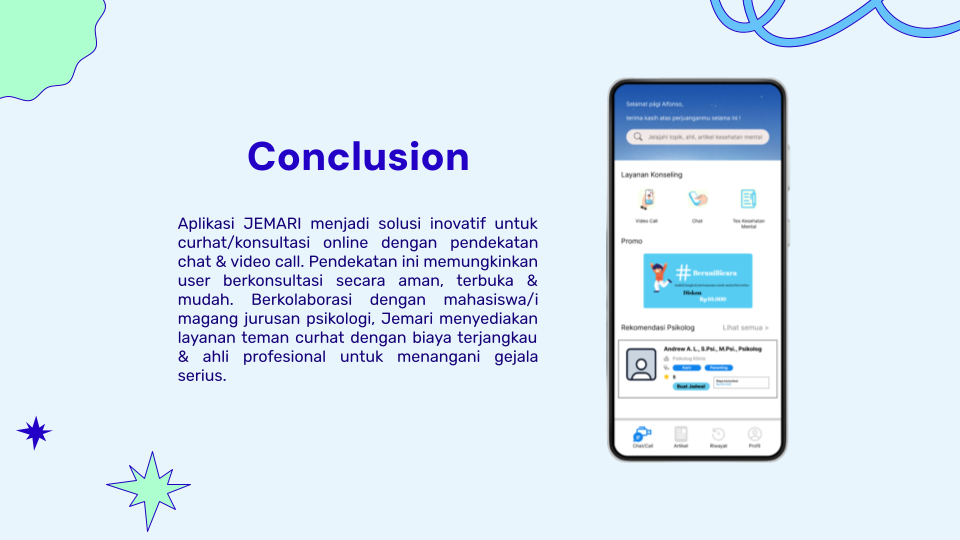 Conclusion
Aplikasi JEMARI menjadi solusi inovatif untuk
curhat/konsultasi online dengan pendekatan
chat & video call. Pendekatan ini memungkinkan
user berkonsultasi secara aman, terbuka &
mudah. Berkolaborasi dengan mahasiswa/i
magang jurusan psikologi, Jemari menyediakan
layanan teman curhat dengan biaya terjangkau
& ahli profesional untuk menangani gejala
serius.
Selamat pagi Alfonso,
terima kasih atas perjuanganmu selama ini !
Jelajahi topik, ahli, artikel kesehatan mental
Layanan Konseling
Video Call
Chat
Tes Kesehatan
Mental
Promo
#BeraniBicara
Diskon
Rp10.000
Rekomendasi Psikolog
Lihat semua >
Andrew A. L., S.Psi., M.Psi., Psikolog
Psikolog Klinis
Karir
Parenting
5
Buat Jadwal
Chat/Call
Artikel
Riwayat
Profil